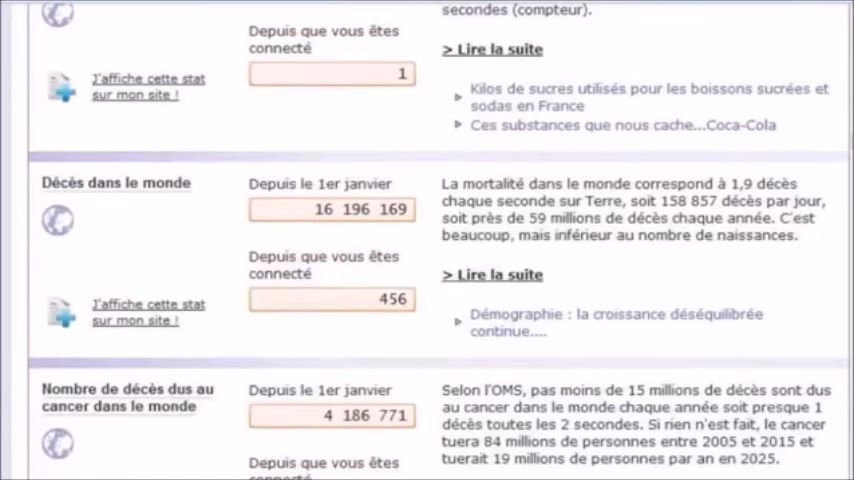 secondes (compteur).
Depuis que vous êtes
connecté
> Lire la suite
1
J'affiche cette stat
sur mon site !
Kilos de sucres utilisés pour les boissons sucrées et
sodas en France
Ces substances que nous cache...Coca-Cola
Décès dans le monde
Depuis le 1er janvier
16 196 169
La mortalité dans le monde correspond à 1,9 décès
chaque seconde sur Terre, soit 158 857 décès par jour,
soit près de 59 millions de décès chaque année. C'est
beaucoup, mais inférieur au nombre de naissances.
Depuis que vous êtes
connecté
456
> Lire la suite
J'affiche cette stat
sur mon site !
Démographie : la croissance déséquilibrée
continue....
Nombre de décès dus au
cancer dans le monde
Depuis le 1er janvier
4 186 771
Selon l'OMS, pas moins de 15 millions de décès sont dus
au cancer dans le monde chaque année soit presque 1
décès toutes les 2 secondes. Si rien n'est fait, le cancer
tuera 84 millions de personnes entre 2005 et 2015 et
tuerait 19 millions de personnes par an en 2025.
Depuis que vous êtes